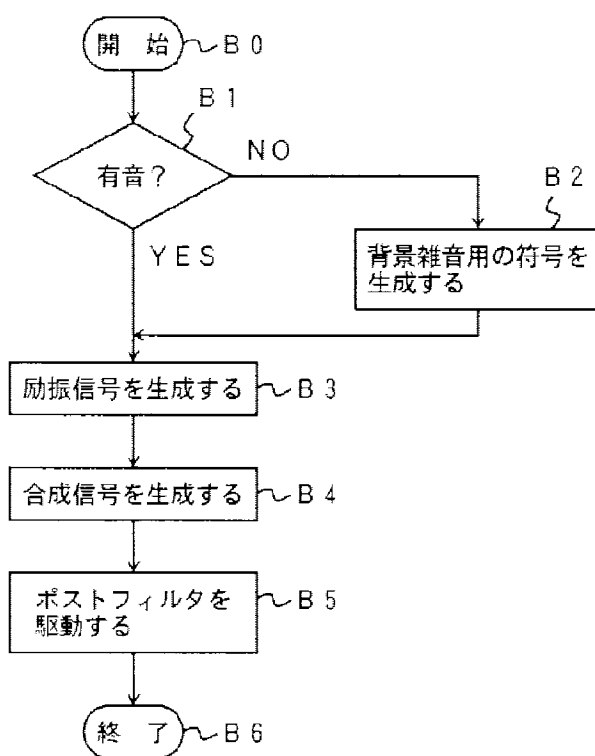 開 始 B0
B1
有音?
NO
B2
YES
背景雑音用の符号を
生成する
励振信号を生成する B3
合成信号を生成する B4
ポストフィルタを
駆動する
B5
終 了 B6